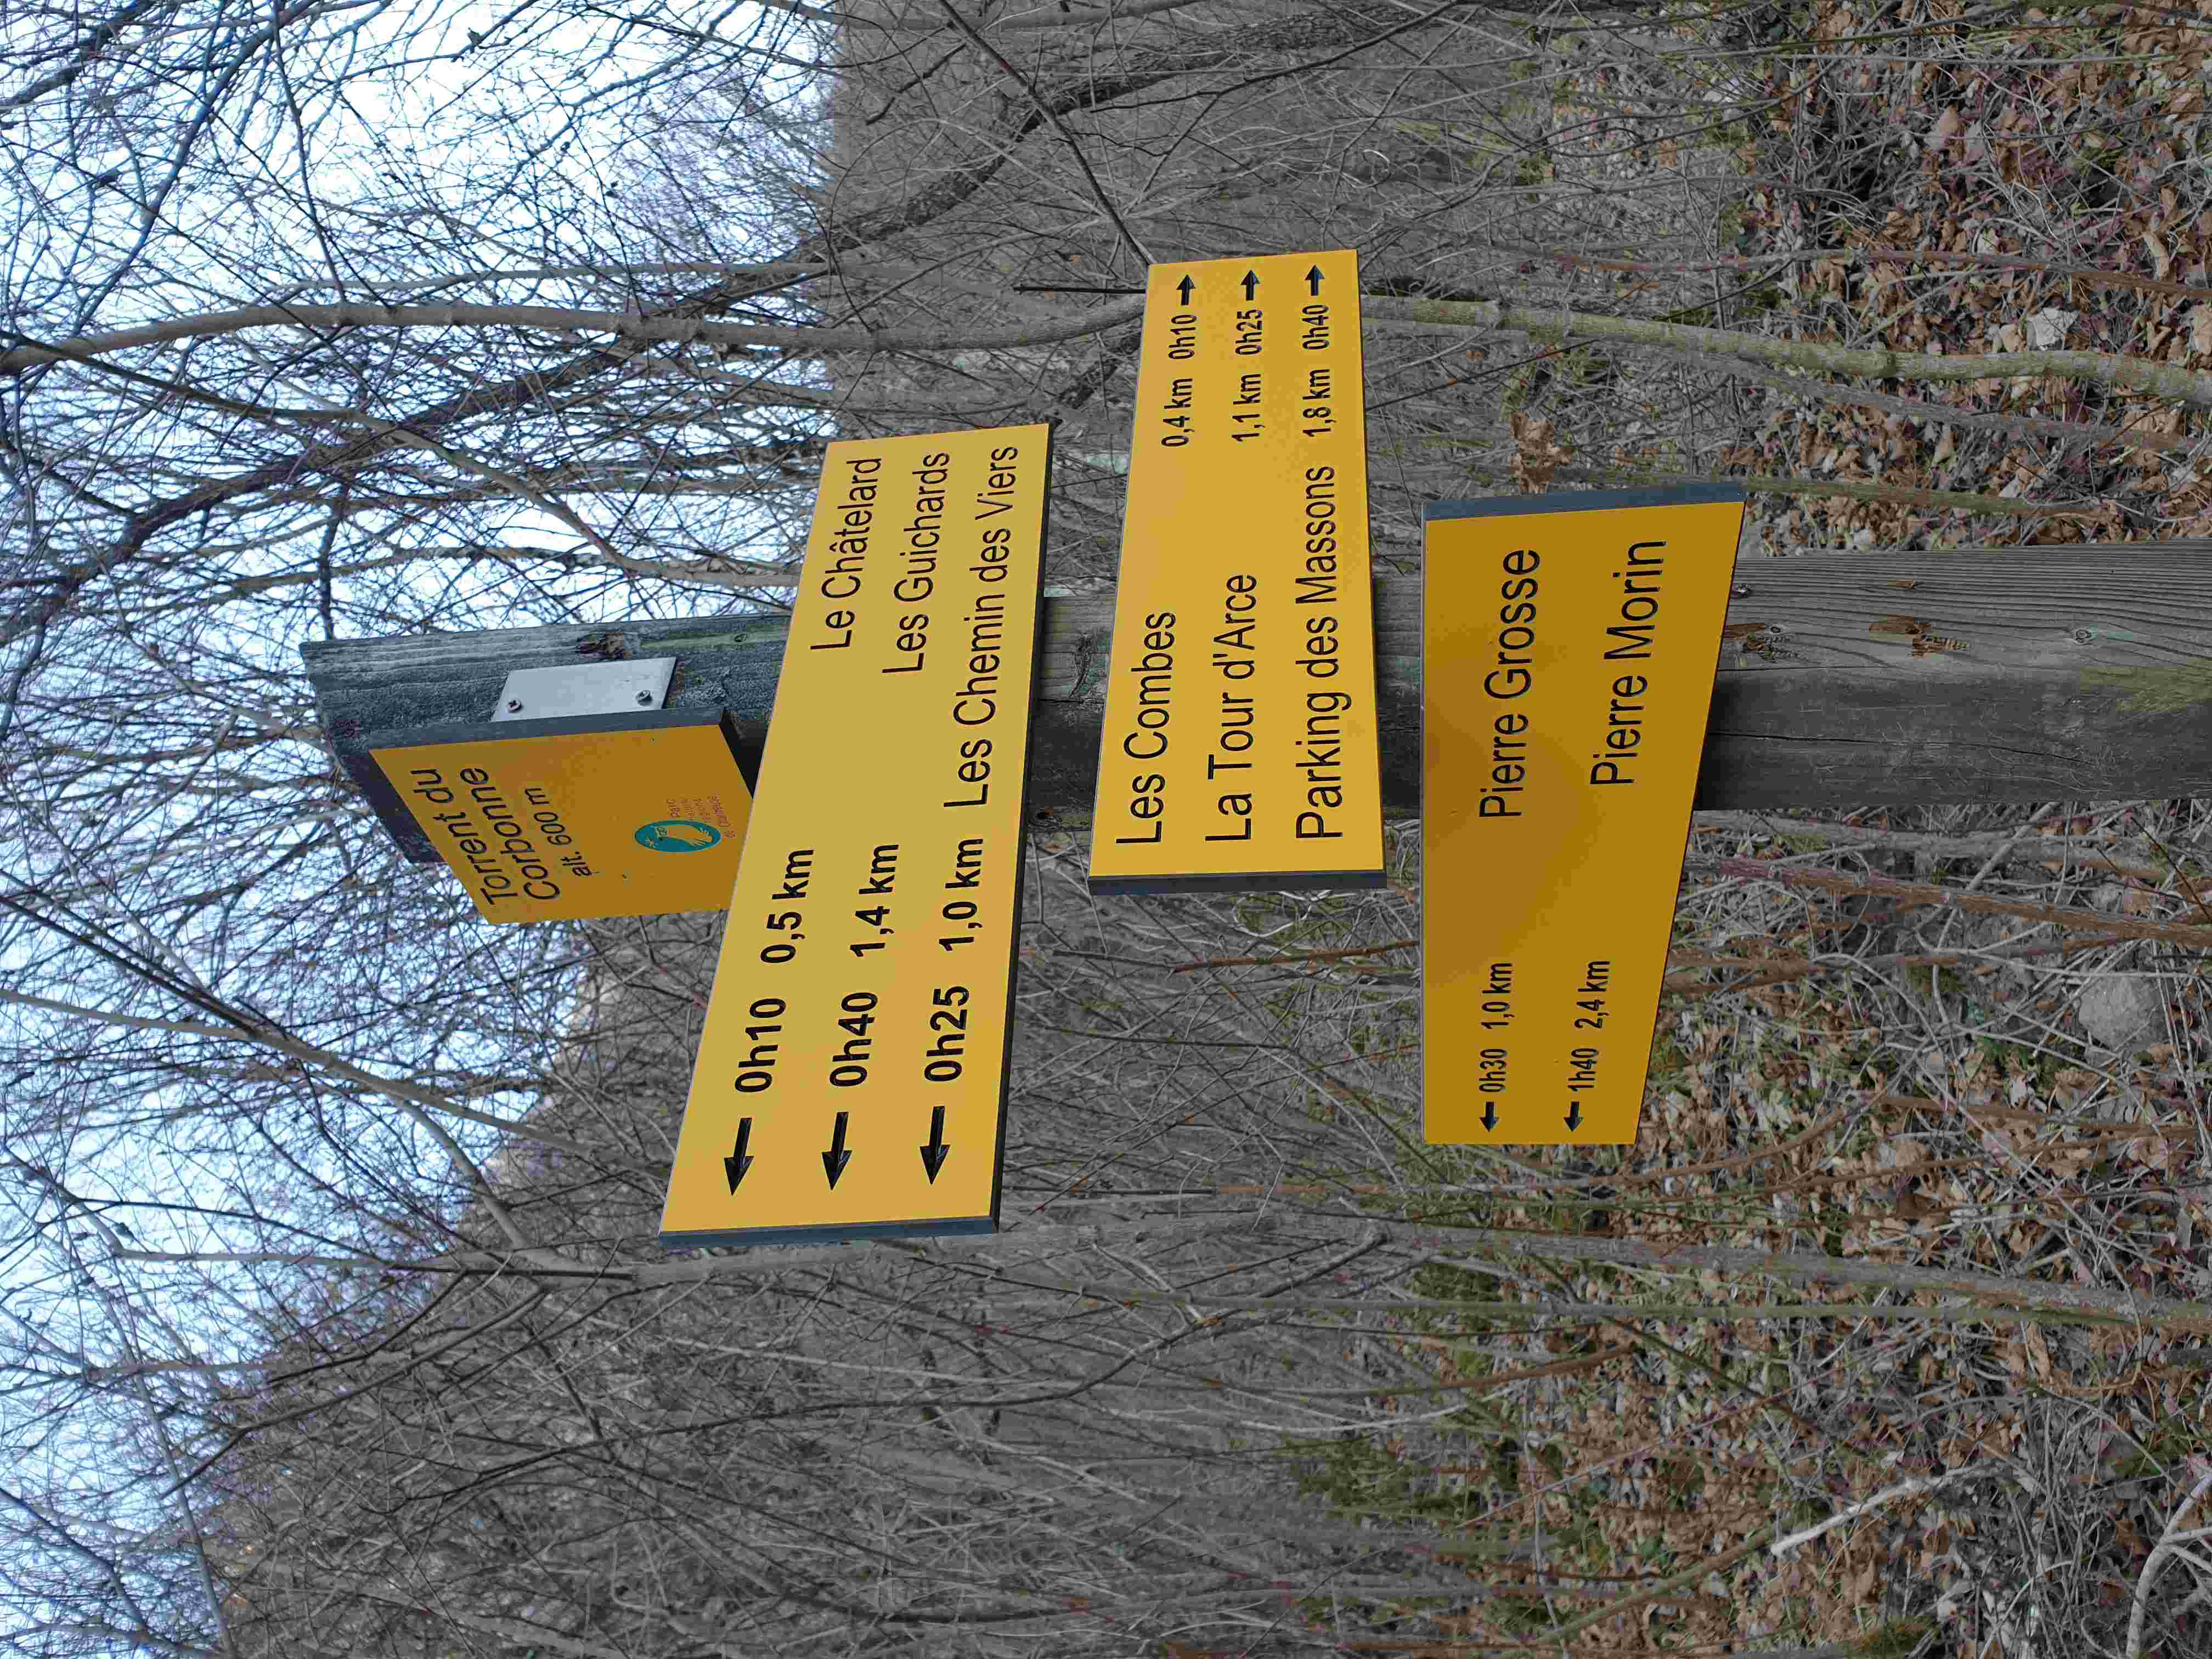 Torrent du
Corbonne
alt. 600 m
Parc
de Chartreuse
← 0h10 0,5 km Le Châtelard
← 0h40 1,4 km Les Guichards
← 0h25 1,0 km Les Chemin des Viers
Les Combes 0,4 km 0h10 →
La Tour d'Arce 1,1 km 0h25 →
Parking des Massons 1,8 km 0h40 →
← 0h30 1,0 km Pierre Grosse
← 1h40 2,4 km Pierre Morin